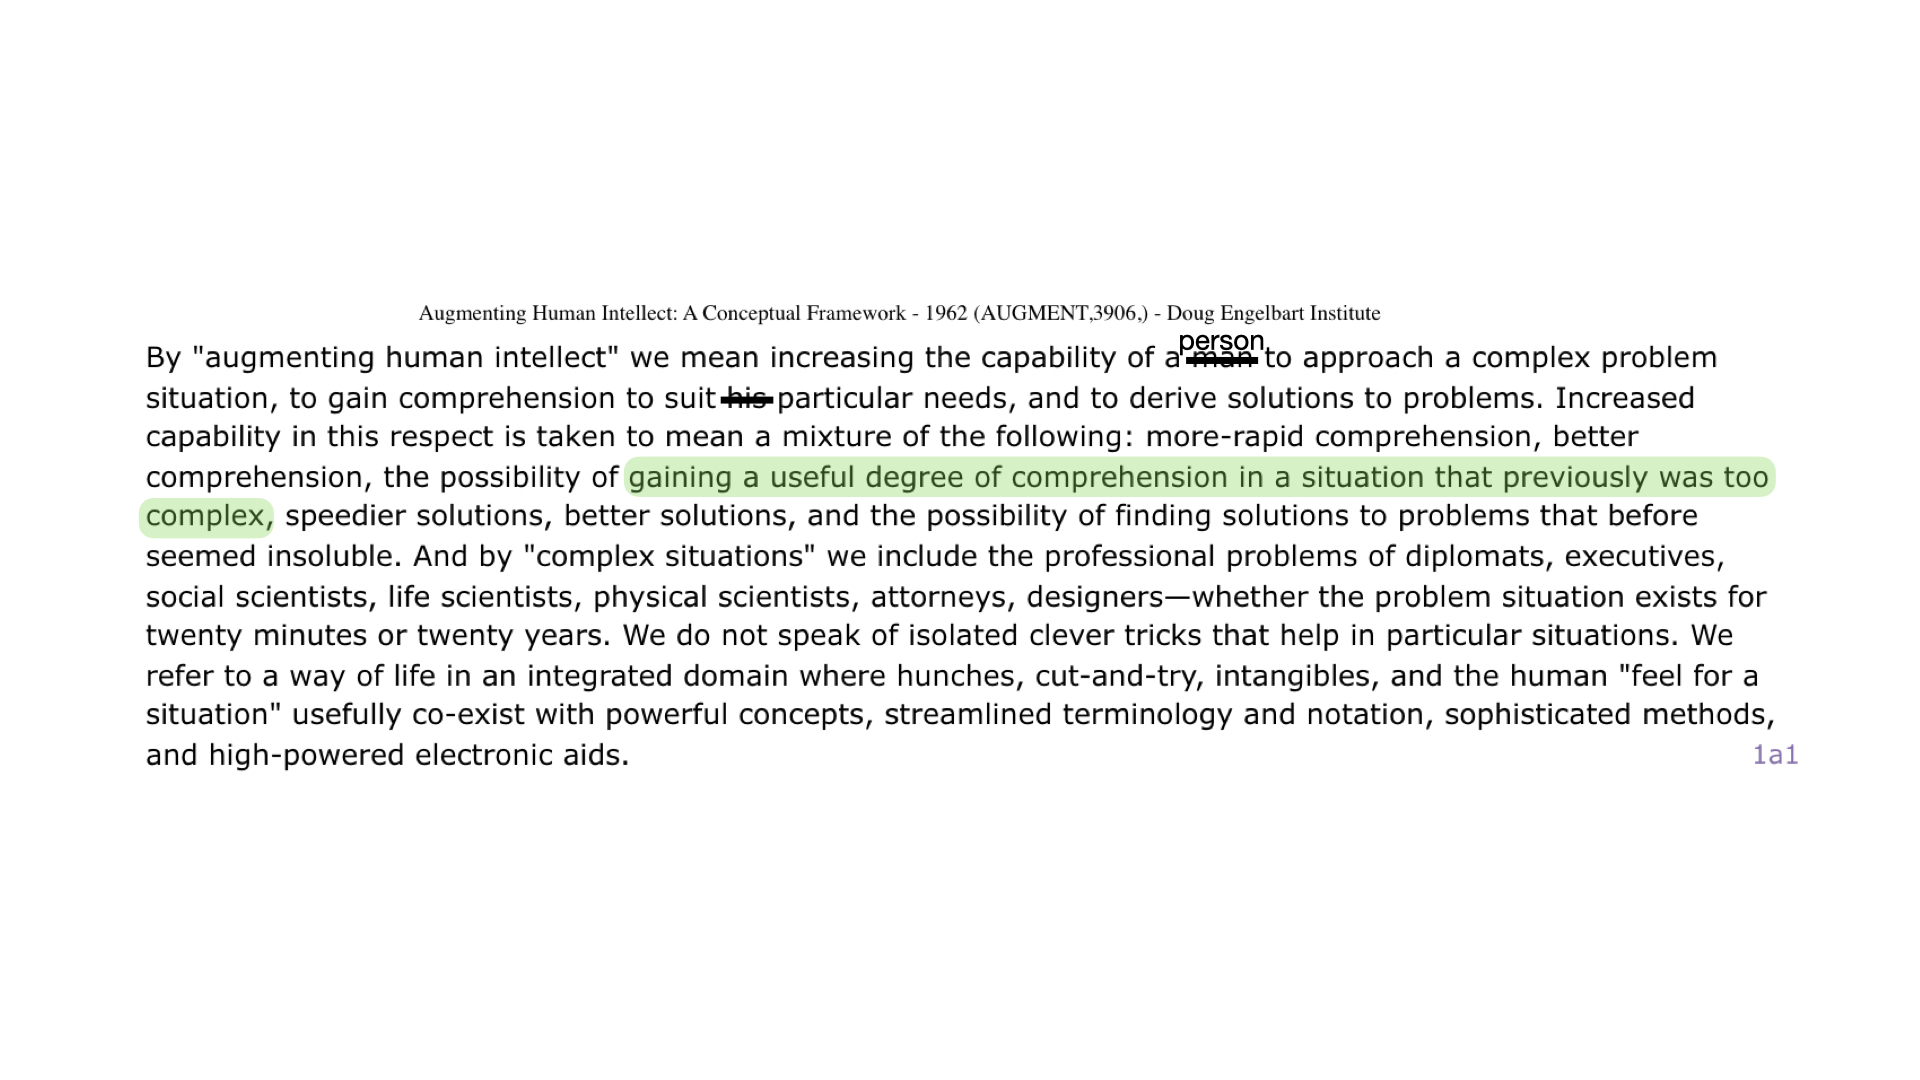 Augmenting Human Intellect: A Conceptual Framework - 1962 (AUGMENT,3906,) - Doug Engelbart Institute
person
By "augmenting human intellect" we mean increasing the capability of a man to approach a complex problem
situation, to gain comprehension to suit his particular needs, and to derive solutions to problems. Increased
capability in this respect is taken to mean a mixture of the following: more-rapid comprehension, better
comprehension, the possibility of gaining a useful degree of comprehension in a situation that previously was too
complex, speedier solutions, better solutions, and the possibility of finding solutions to problems that before
seemed insoluble. And by "complex situations" we include the professional problems of diplomats, executives,
social scientists, life scientists, physical scientists, attorneys, designers—whether the problem situation exists for
twenty minutes or twenty years. We do not speak of isolated clever tricks that help in particular situations. We
refer to a way of life in an integrated domain where hunches, cut-and-try, intangibles, and the human "feel for a
situation" usefully co-exist with powerful concepts, streamlined terminology and notation, sophisticated methods,
and high-powered electronic aids. 1a1